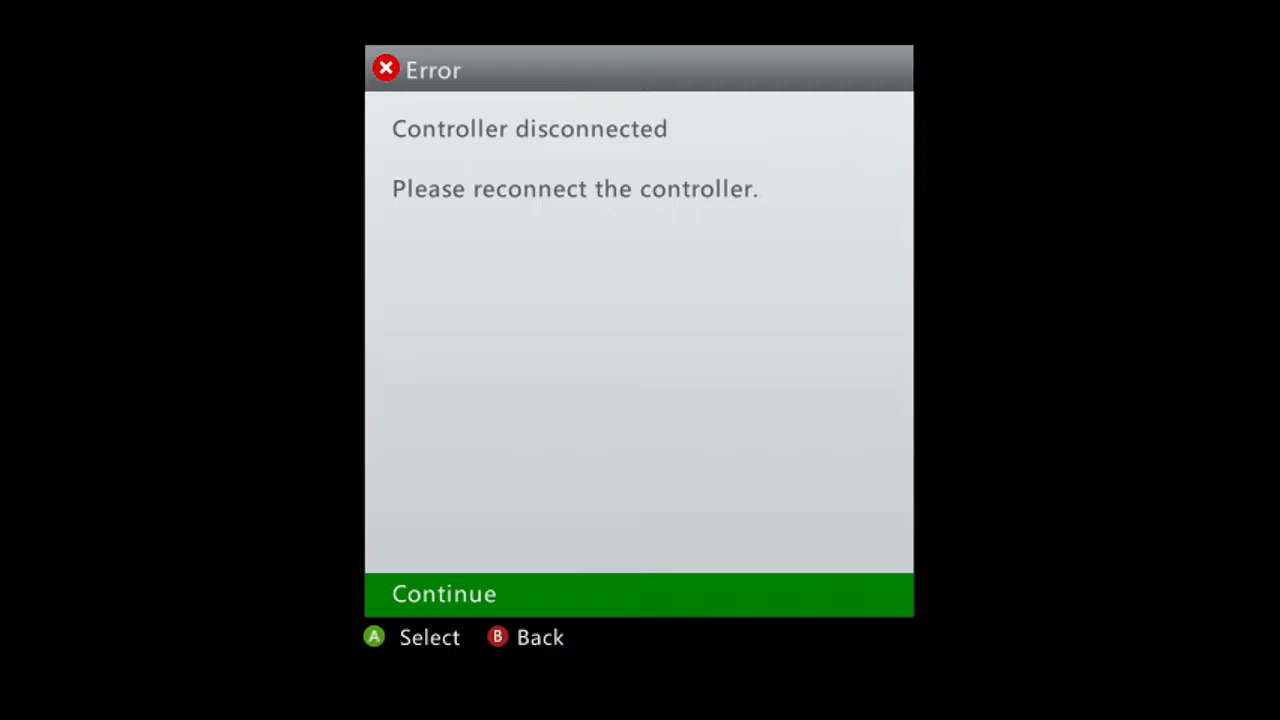 Error
Controller disconnected
Please reconnect the controller.
Continue
A Select B Back